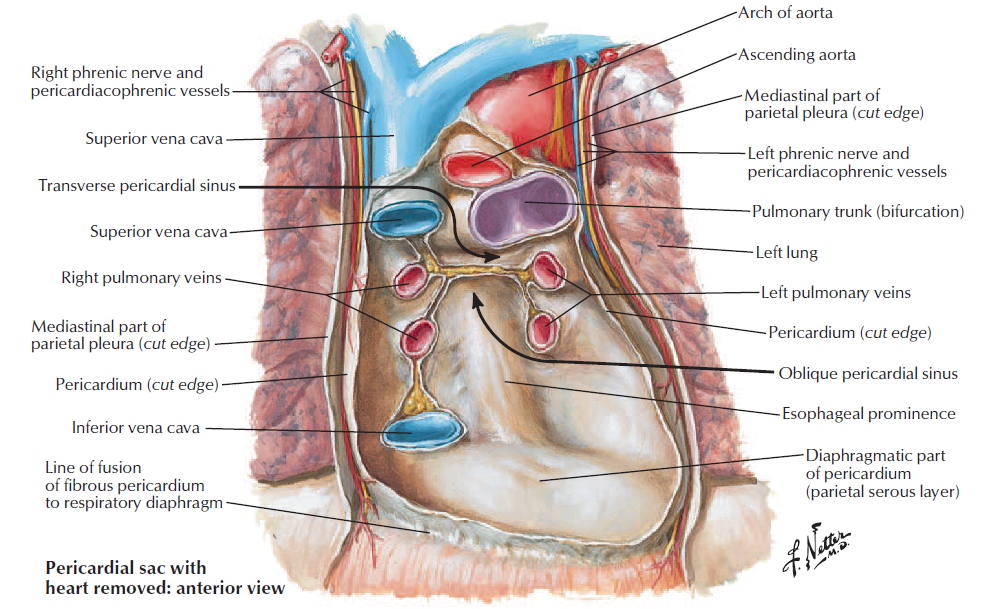 Right phrenic nerve and
pericardiacophrenic vessels
Superior vena cava
Transverse pericardial sinus
Superior vena cava
Right pulmonary veins
Mediastinal part of
parietal pleura (cut edge)
Pericardium (cut edge)
Inferior vena cava
Line of fusion
of fibrous pericardium
to respiratory diaphragm
Pericardial sac with
heart removed: anterior view
Arch of aorta
Ascending aorta
Mediastinal part of
parietal pleura (cut edge)
Left phrenic nerve and
pericardiacophrenic vessels
Pulmonary trunk (bifurcation)
Left lung
Left pulmonary veins
Pericardium (cut edge)
Oblique pericardial sinus
Esophageal prominence
Diaphragmatic part
of pericardium
(parietal serous layer)
F. Netter
M.D.